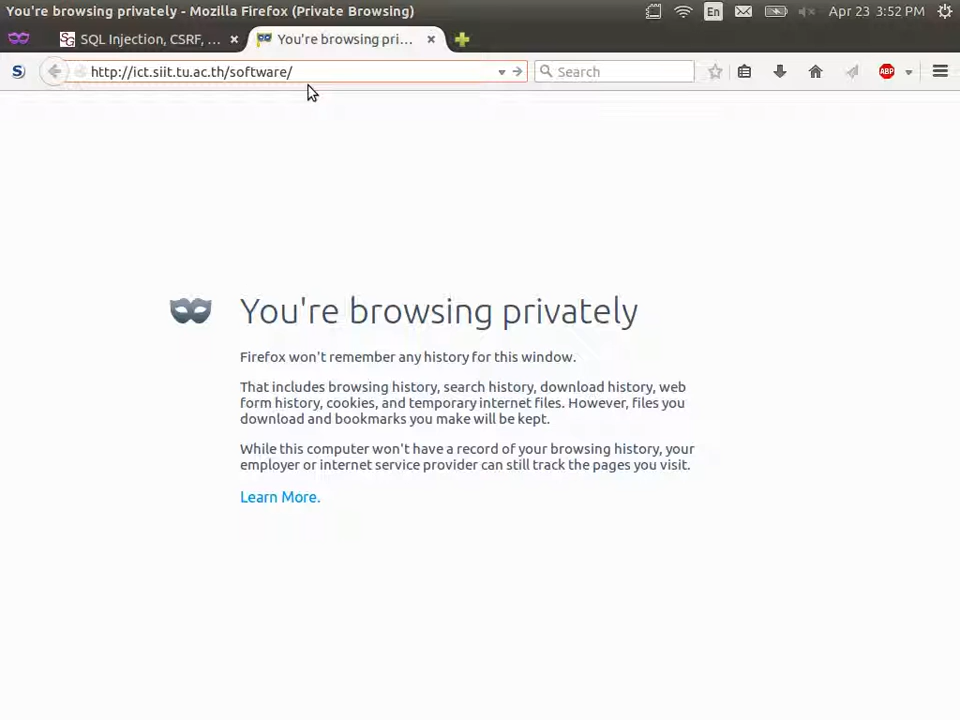 You're browsing privately - Mozilla Firefox (Private Browsing)
En
Apr 23 3:52 PM
SQL Injection, CSRF, ...
You're browsing pri...
S
http://ict.siit.tu.ac.th/software/
Search
ABP
You're browsing privately
Firefox won't remember any history for this window.
That includes browsing history, search history, download history, web
form history, cookies, and temporary internet files. However, files you
download and bookmarks you make will be kept.
While this computer won't have a record of your browsing history, your
employer or internet service provider can still track the pages you visit.
Learn More.